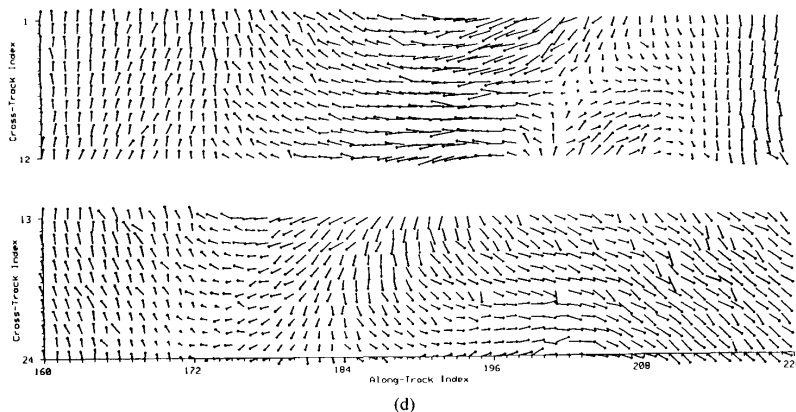 1
Cross-Track Index
12
13
Cross-Track Index
24
160
172
184
196
208
22
Along-Track Index
(d)